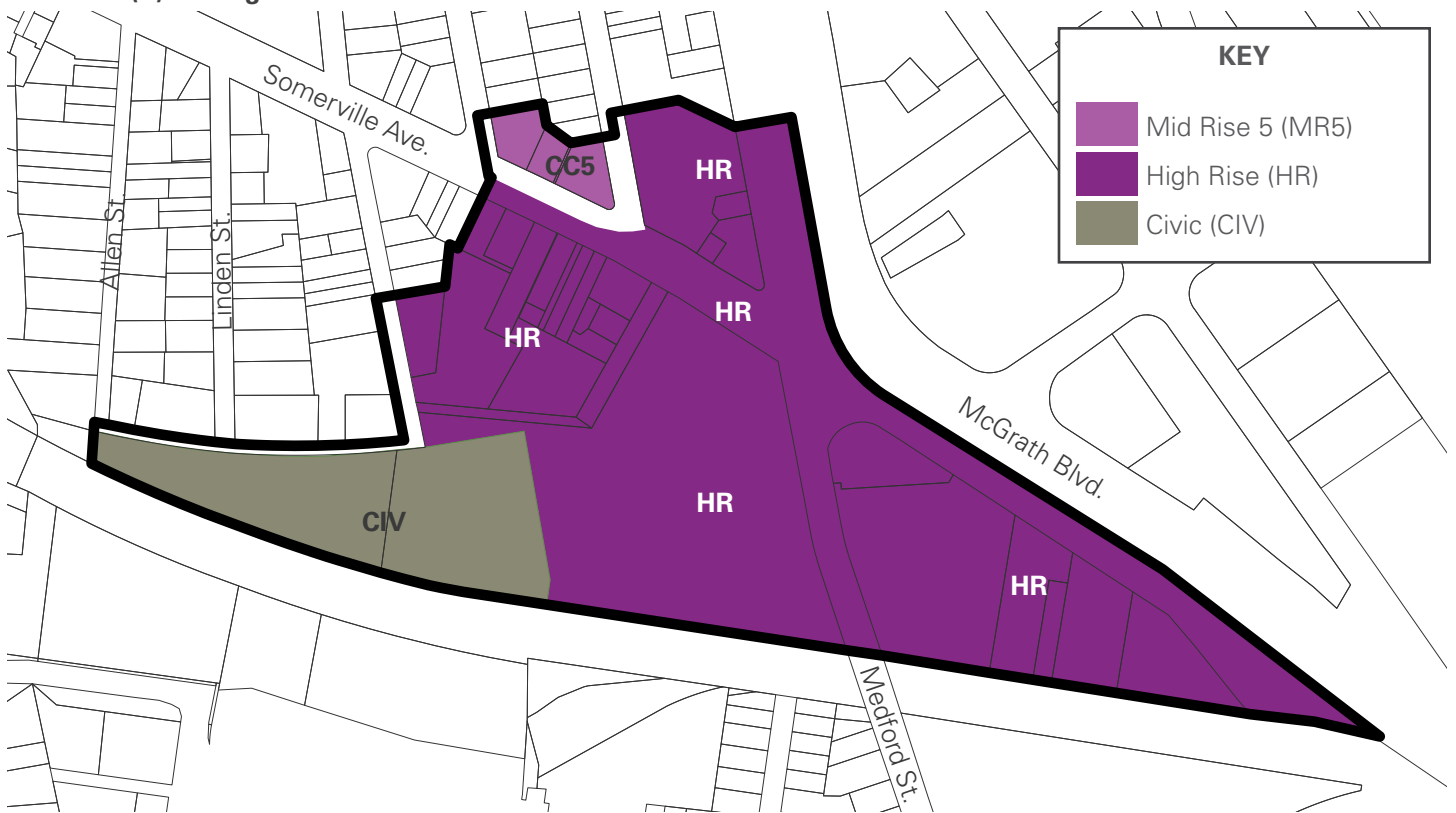 KEY
Mid Rise 5 (MR5)
High Rise (HR)
Civic (CIV)
Somerville Ave.
Allen St.
Linden St.
CC5
HR
HR
HR
HR
HR
CIV
McGrath Blvd.
Medford St.